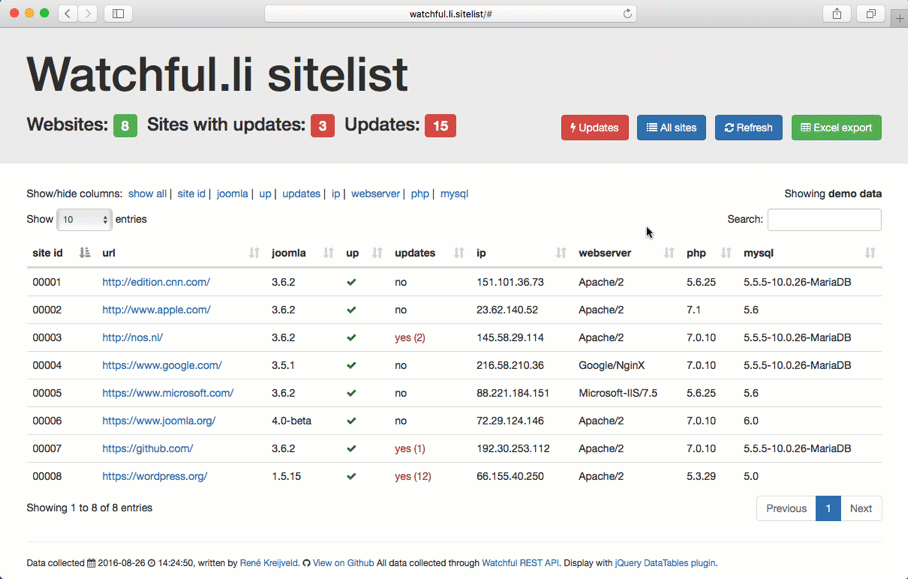 watchful.li.sitelist/#
Watchful.li sitelist
Websites: 8 Sites with updates: 3 Updates: 15
Updates All sites Refresh Excel export
Show/hide columns: show all | site id | joomla | up | updates | ip | webserver | php | mysql
Showing demo data
Show 10 entries
Search:
site id url joomla up updates ip webserver php mysql
00001 http://edition.cnn.com/ 3.6.2 no 151.101.36.73 Apache/2 5.6.25 5.5.5-10.0.26-MariaDB
00002 http://www.apple.com/ 3.6.2 no 23.62.140.52 Apache/2 7.1 5.6
00003 http://nos.nl/ 3.6.2 yes (2) 145.58.29.114 Apache/2 7.0.10 5.5.5-10.0.26-MariaDB
00004 https://www.google.com/ 3.5.1 no 216.58.210.36 Google/NginX 7.0.10 5.5.5-10.0.26-MariaDB
00005 https://www.microsoft.com/ 3.6.2 no 88.221.184.151 Microsoft-IIS/7.5 5.6.25 5.6
00006 https://www.joomla.org/ 4.0-beta no 72.29.124.146 Apache/2 7.0.10 6.0
00007 https://github.com/ 3.6.2 yes (1) 192.30.253.112 Apache/2 7.0.10 5.5.5-10.0.26-MariaDB
00008 https://wordpress.org/ 1.5.15 yes (12) 66.155.40.250 Apache/2 5.3.29 5.0
Showing 1 to 8 of 8 entries
Previous 1 Next
Data collected 2016-08-26 14:24:50, written by René Kreijveld. View on Github All data collected through Watchful REST API. Display with jQuery DataTables plugin.